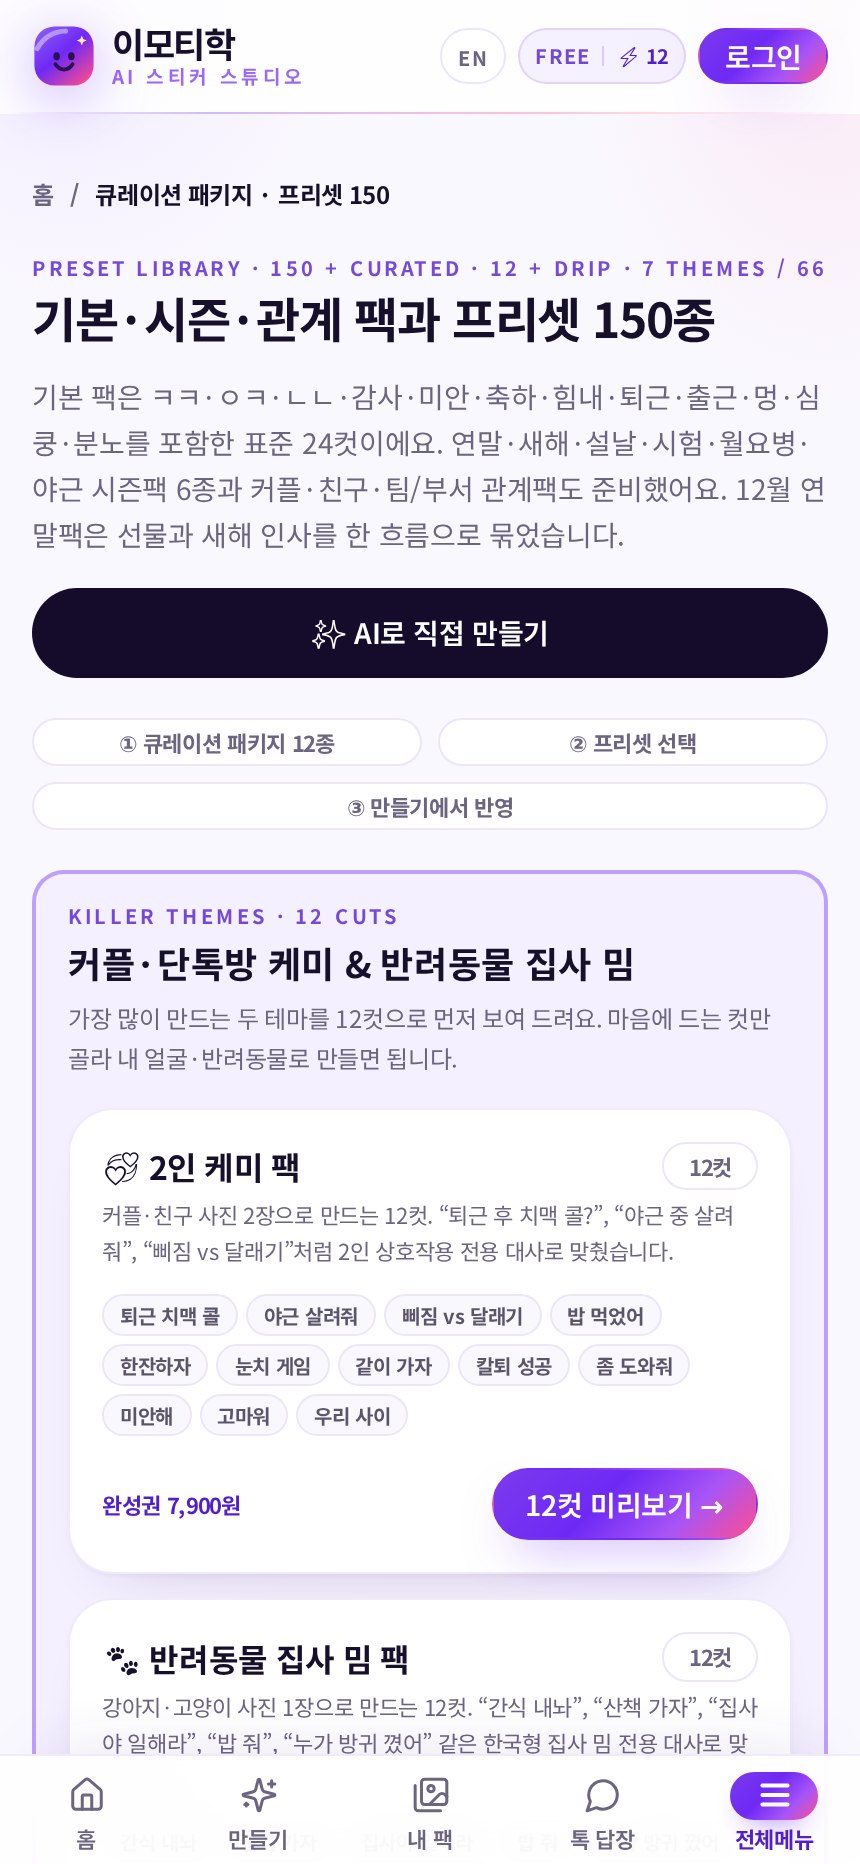 이모티학
AI 스티커 스튜디오
EN
FREE
12
로그인
홈 / 큐레이션 패키지 · 프리셋 150
PRESET LIBRARY · 150 + CURATED · 12 + DRIP · 7 THEMES / 66
기본·시즌·관계 팩과 프리셋 150종
기본 팩은 ㅋㅋ·ㅇㅋ·ㄴㄴ·감사·미안·축하·힘내·퇴근·출근·멍·심
쿵·분노를 포함한 표준 24컷이에요. 연말·새해·설날·시험·월요병·
야근 시즌팩 6종과 커플·친구·팀/부서 관계팩도 준비했어요. 12월 연
말팩은 선물과 새해 인사를 한 흐름으로 묶었습니다.
AI로 직접 만들기
① 큐레이션 패키지 12종
② 프리셋 선택
③ 만들기에서 반영
KILLER THEMES · 12 CUTS
커플·단톡방 케미 & 반려동물 집사 밈
가장 많이 만드는 두 테마를 12컷으로 먼저 보여 드려요. 마음에 드는 컷만
골라 내 얼굴·반려동물로 만들면 됩니다.
2인 케미 팩
12컷
커플·친구 사진 2장으로 만드는 12컷. “퇴근 후 치맥 콜?”, “야근 중 살려
줘”, “삐짐 vs 달래기”처럼 2인 상호작용 전용 대사로 맞췄습니다.
퇴근 치맥 콜
야근 살려줘
삐짐 vs 달래기
밥 먹었어
한잔하자
눈치 게임
같이 가자
칼퇴 성공
좀 도와줘
미안해
고마워
우리 사이
완성권 7,900원
12컷 미리보기 →
반려동물 집사 밈 팩
12컷
강아지·고양이 사진 1장으로 만드는 12컷. “간식 내놔”, “산책 가자”, “집사
야 일해라”, “밥 줘”, “누가 방귀 꼈어” 같은 한국형 집사 밈 전용 대사로 맞
홈
만들기
내 팩
톡 답장
전체메뉴